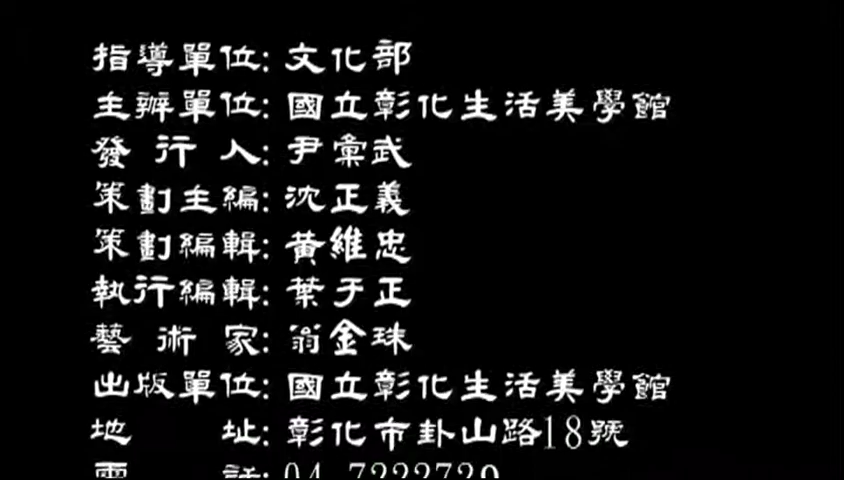 指導單位: 文化部
主辦單位: 國立彰化生活美學館
發 行 人: 尹彙武
策劃主編: 沈正義
策劃編輯: 黃維忠
執行編輯: 葉于正
藝 術 家: 翁金珠
出版單位: 國立彰化生活美學館
地 址: 彰化市卦山路18號
電 話: 04 7222729